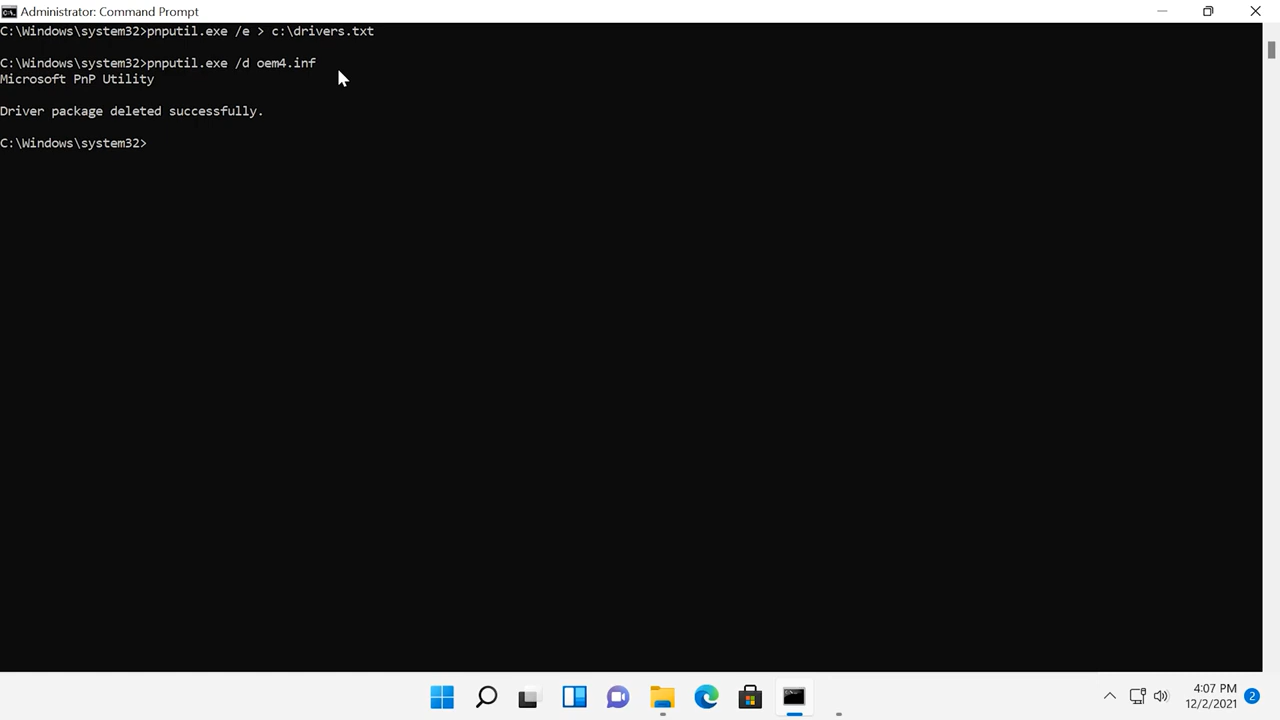 Administrator: Command Prompt
C:\Windows\system32>pnputil.exe /e > c:\drivers.txt
C:\Windows\system32>pnputil.exe /d oem4.inf
Microsoft PnP Utility
Driver package deleted successfully.
C:\Windows\system32>
4:07 PM
12/2/2021
2